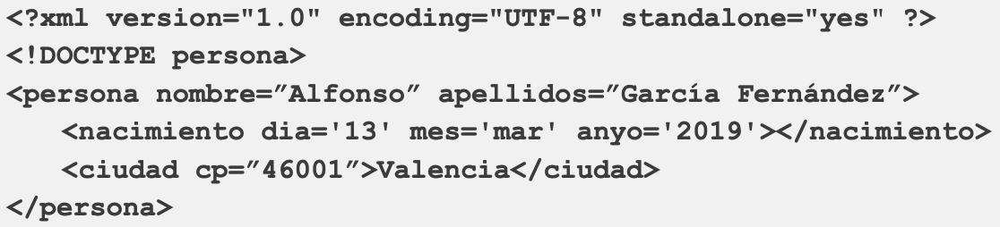 <?xml version="1.0" encoding="UTF-8" standalone="yes" ?>
<!DOCTYPE persona>
<persona nombre=”Alfonso” apellidos=”García Fernández”>
<nacimiento dia='13' mes='mar' anyo='2019'></nacimiento>
<ciudad cp=”46001”>Valencia</ciudad>
</persona>